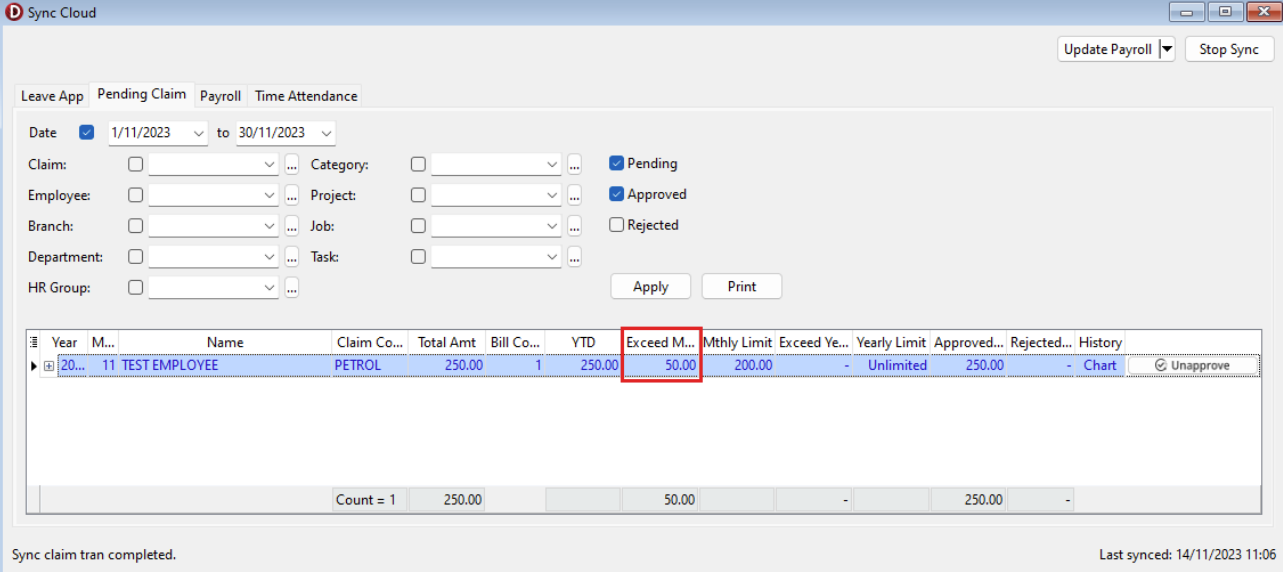 Sync Cloud
Update Payroll Stop Sync
Leave App Pending Claim Payroll Time Attendance
Date 1/11/2023 to 30/11/2023
Claim: ... Category: ... Pending
Employee: ... Project: ... Approved
Branch: ... Job: ... Rejected
Department: ... Task: ...
HR Group: ... Apply Print
Year M... Name Claim Co... Total Amt Bill Co... YTD Exceed M... Mthly Limit Exceed Ye... Yearly Limit Approved... Rejected... History
20... 11 TEST EMPLOYEE PETROL 250.00 1 250.00 50.00 200.00 - Unlimited 250.00 - Chart Unapprove
Count = 1 250.00 50.00 - 250.00 -
Sync claim tran completed. Last synced: 14/11/2023 11:06